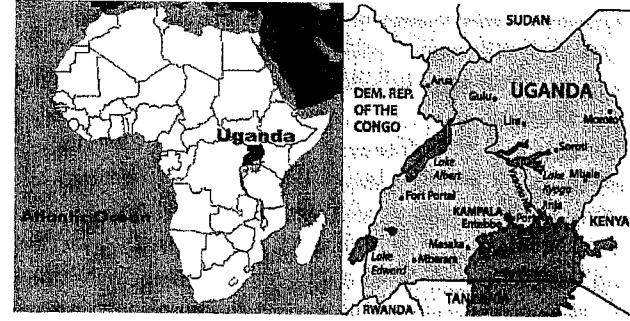 Uganda
Atlantic Ocean
SUDAN
DEM. REP.
OF THE
CONGO
Arua
Gulu
UGANDA
Lira
Moroto
Soroti
Lake
Albert
Lake
Kyoga
Mbale
Fort Portal
KAMPALA
Entebbe
Jinja
KENYA
Masaka
Mbarara
Lake
Edward
RWANDA